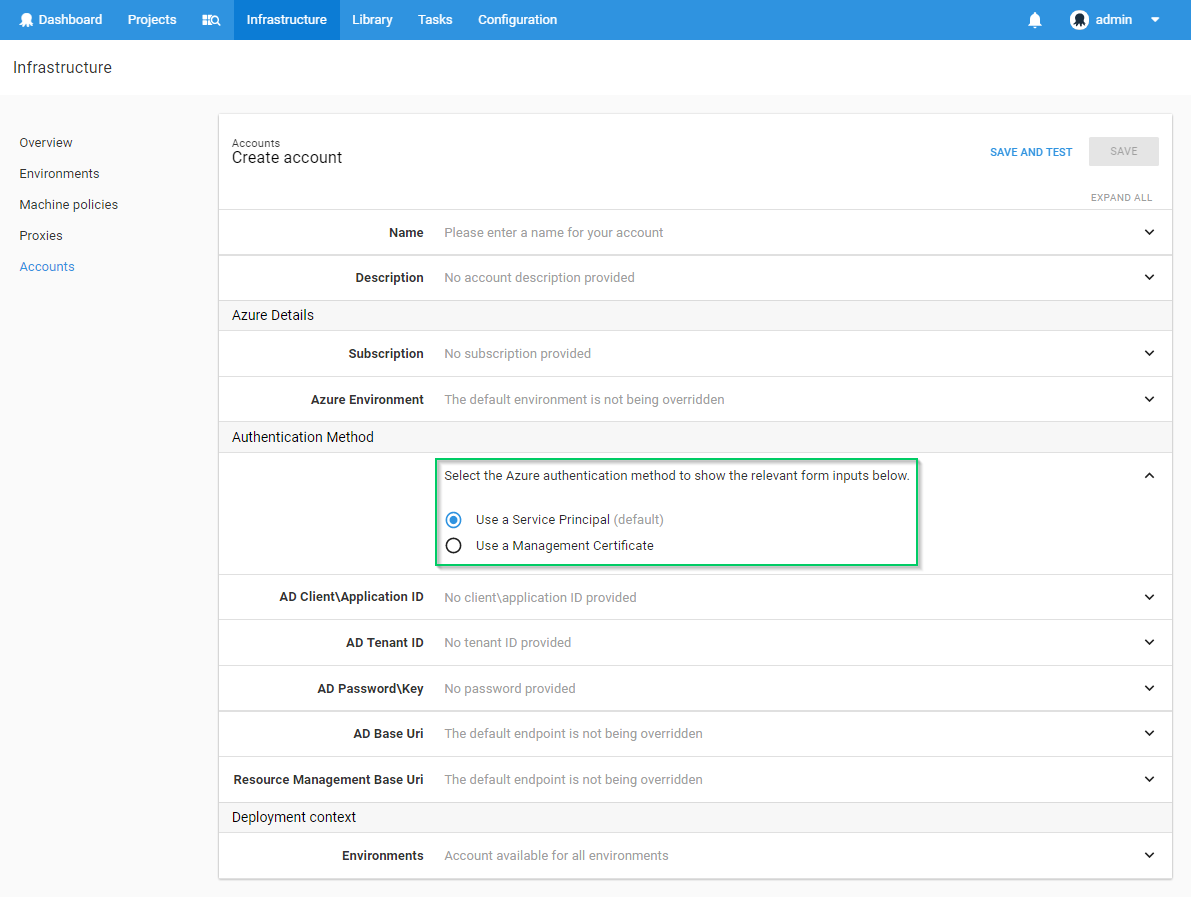 Dashboard Projects Infrastructure Library Tasks Configuration admin
Infrastructure
Overview
Environments
Machine policies
Proxies
Accounts
Accounts
Create account
SAVE AND TEST SAVE
EXPAND ALL
Name Please enter a name for your account
Description No account description provided
Azure Details
Subscription No subscription provided
Azure Environment The default environment is not being overridden
Authentication Method
Select the Azure authentication method to show the relevant form inputs below.
Use a Service Principal (default)
Use a Management Certificate
AD Client\Application ID No client\application ID provided
AD Tenant ID No tenant ID provided
AD Password\Key No password provided
AD Base Uri The default endpoint is not being overridden
Resource Management Base Uri The default endpoint is not being overridden
Deployment context
Environments Account available for all environments